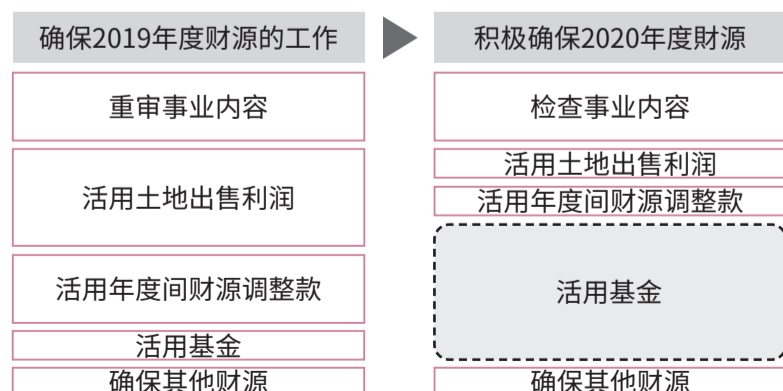 确保2019年度财源的工作
重审事业内容
活用土地出售利润
活用年度间财源调整款
活用基金
确保其他财源
积极确保2020年度財源
检查事业内容
活用土地出售利润
活用年度间财源调整款
活用基金
确保其他财源